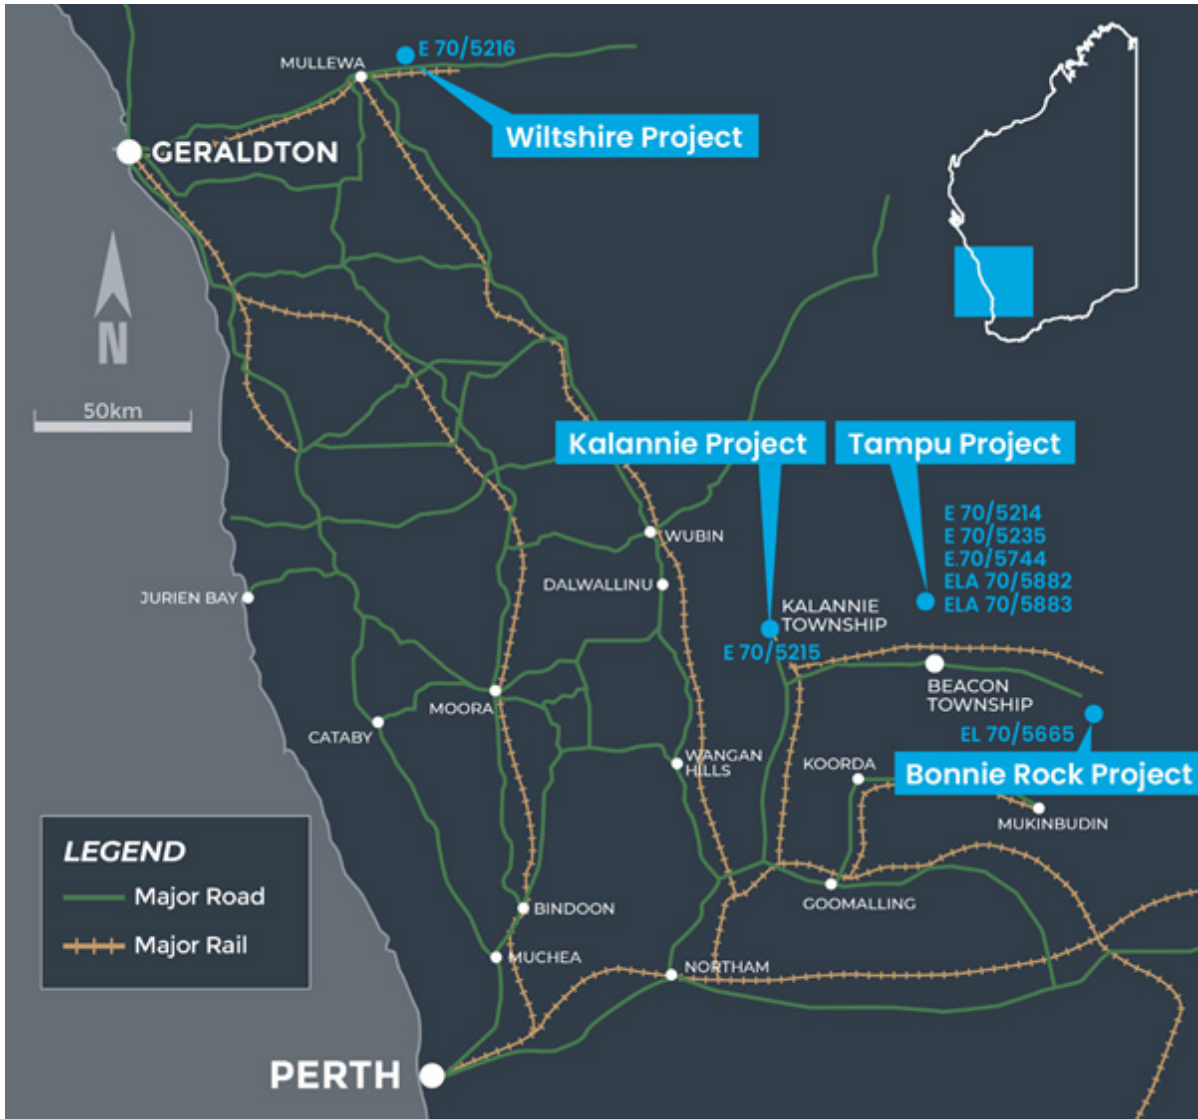 E 70/5216
MULLEWA
Wiltshire Project
GERALDTON
N
50km
Kalannie Project
Tampu Project
E 70/5214
E 70/5235
E.70/5744
ELA 70/5882
ELA 70/5883
WUBIN
DALWALLINU
JURIEN BAY
KALANNIE
TOWNSHIP
E 70/5215
BEACON
TOWNSHIP
MOORA
CATABY
EL 70/5665
WANGAN
HILLS
KOORDA
Bonnie Rock Project
MUKINBUDIN
LEGEND
Major Road
Major Rail
GOOMALLING
BINDOON
MUCHEA
NORTHAM
PERTH